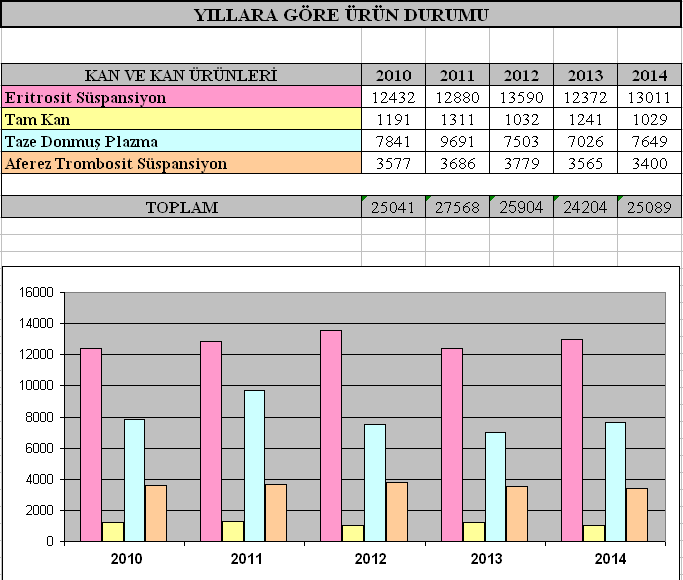 YILLARA GÖRE ÜRÜN DURUMU
KAN VE KAN ÜRÜNLERİ 2010 2011 2012 2013 2014
Eritrosit Süspansiyon 12432 12880 13590 12372 13011
Tam Kan 1191 1311 1032 1241 1029
Taze Donmuş Plazma 7841 9691 7503 7026 7649
Aferez Trombosit Süspansiyon 3577 3686 3779 3565 3400
TOPLAM 25041 27568 25904 24204 25089
16000
14000
12000
10000
8000
6000
4000
2000
0
2010 2011 2012 2013 2014